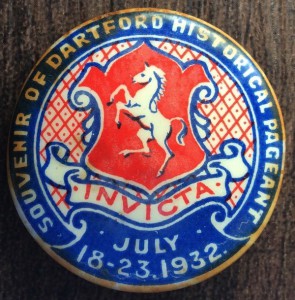 SOUVENIR OF DARTFORD HISTORICAL PAGEANT.
INVICTA
JULY
18-23.1932.